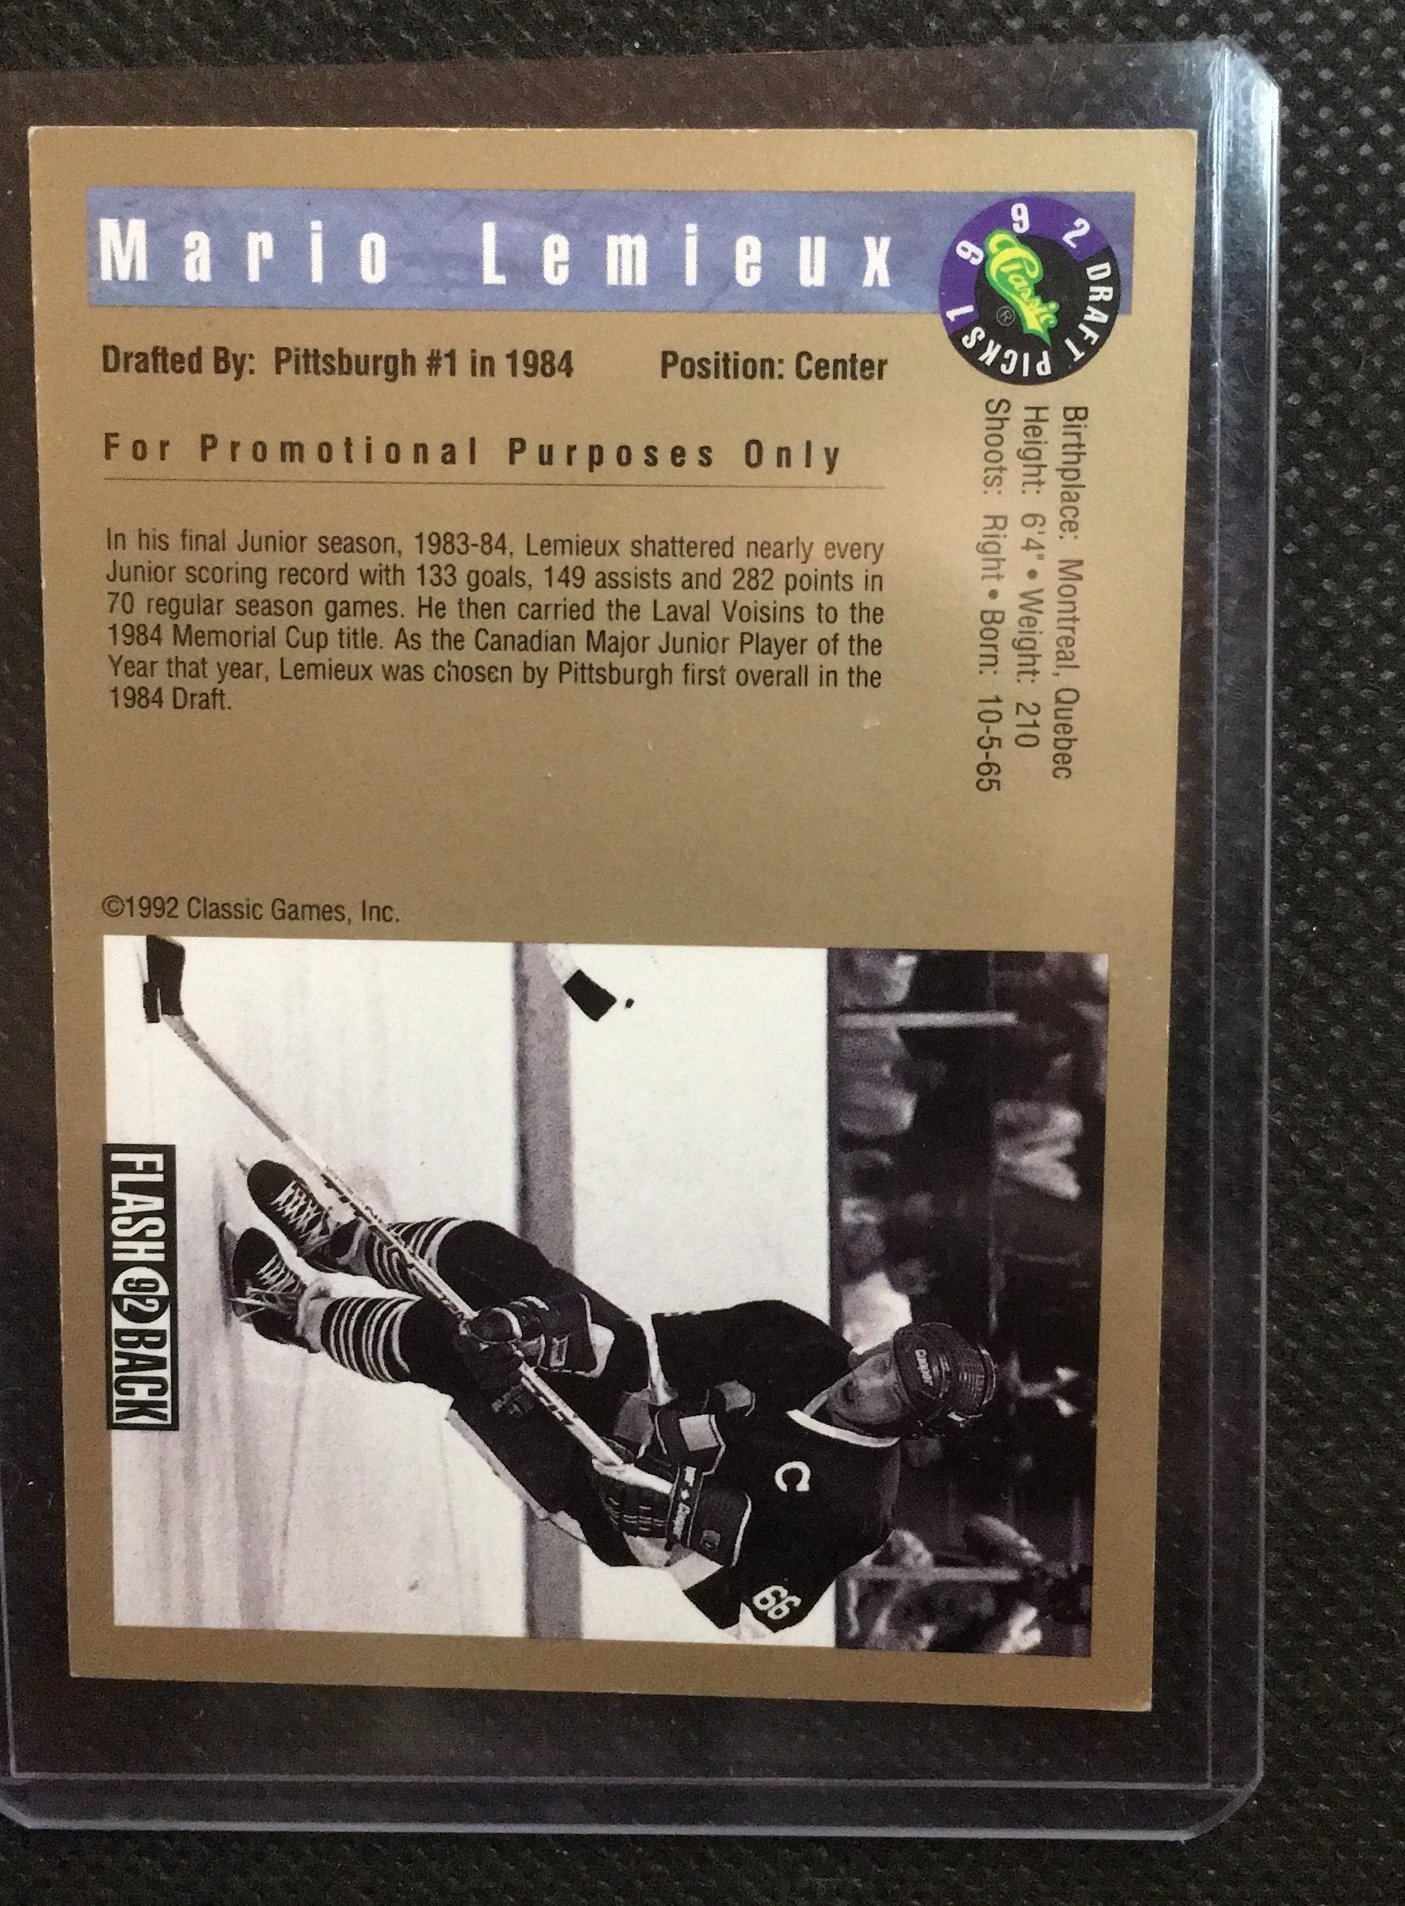 Mario Lemieux
1992 DRAFT PICKS
Classic
®
Drafted By: Pittsburgh #1 in 1984
Position: Center
For Promotional Purposes Only
Birthplace: Montreal, Quebec
Height: 6'4" • Weight: 210
Shoots: Right • Born: 10-5-65
In his final Junior season, 1983-84, Lemieux shattered nearly every
Junior scoring record with 133 goals, 149 assists and 282 points in
70 regular season games. He then carried the Laval Voisins to the
1984 Memorial Cup title. As the Canadian Major Junior Player of the
Year that year, Lemieux was chosen by Pittsburgh first overall in the
1984 Draft.
©1992 Classic Games, Inc.
FLASH 92 BACK
C
66